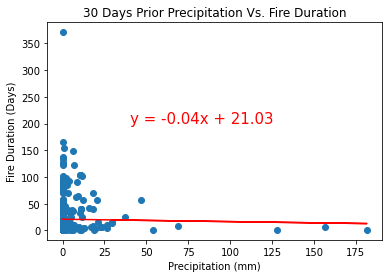 30 Days Prior Precipitation Vs. Fire Duration
Fire Duration (Days)
350
300
250
200
150
100
50
0
y = -0.04x + 21.03
0 25 50 75 100 125 150 175
Precipitation (mm)